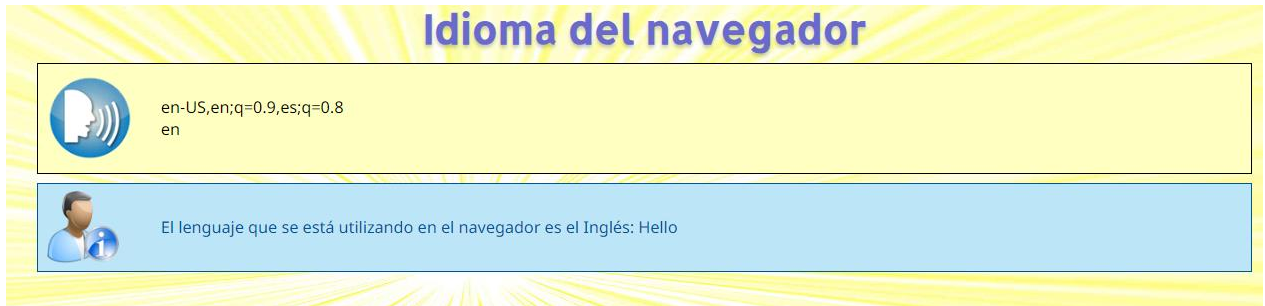 Idioma del navegador
en-US,en;q=0.9,es;q=0.8
en
El lenguaje que se está utilizando en el navegador es el Inglés: Hello